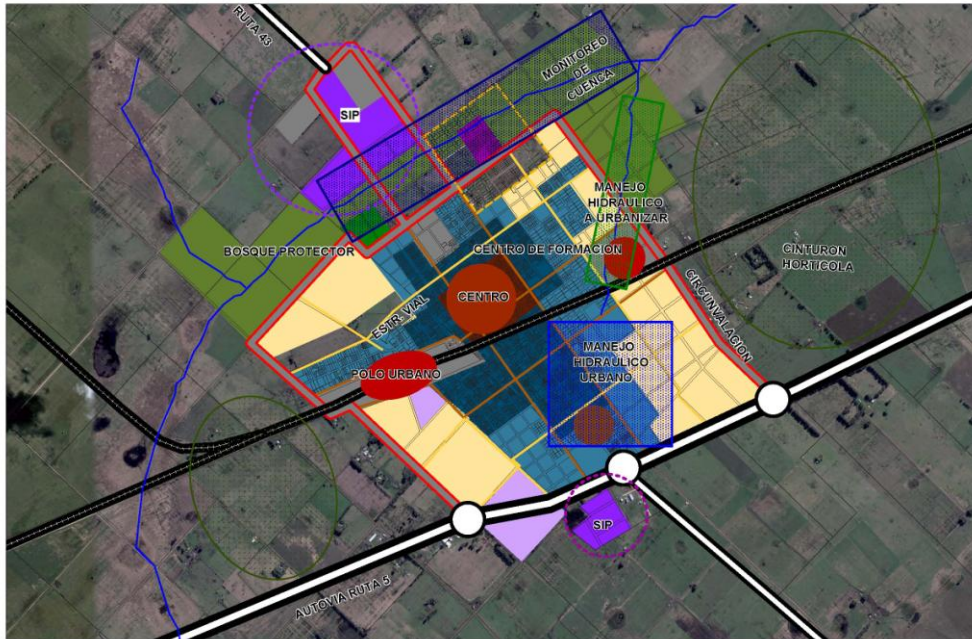 RUTA 43
MONITOREO
DE
CUENCA
SIP
MANEJO
HIDRAULICO
A URBANIZAR
BOSQUE PROTECTOR
CENTRO DE FORMACION
CINTURON
HORTICOLA
CENTRO
CIRCUNVALACION
ESTR. VIAL
MANEJO
HIDRAULICO
URBANO
POLO URBANO
SIP
AUTOVIA RUTA 5